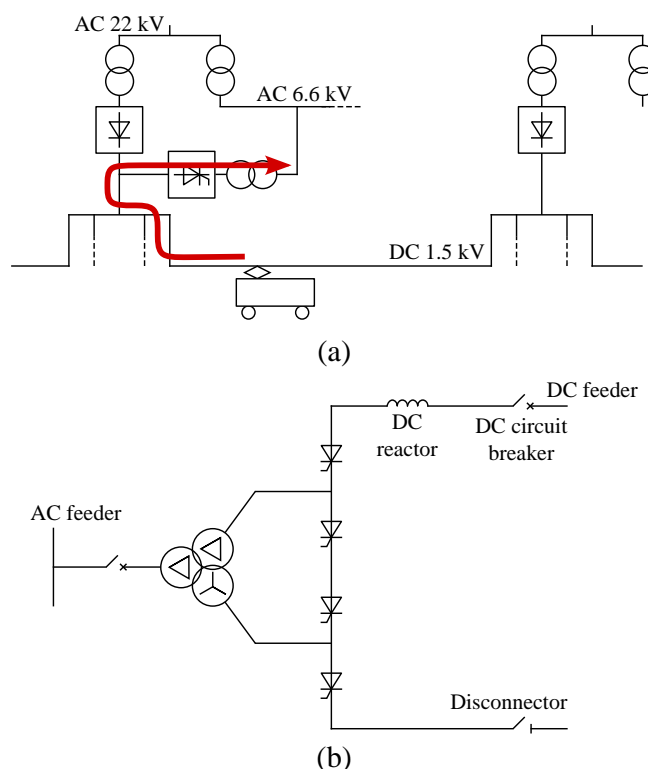 AC 22 kV
AC 6.6 kV
DC 1.5 kV
(a)
DC feeder
DC
reactor
DC circuit
breaker
AC feeder
Disconnector
(b)